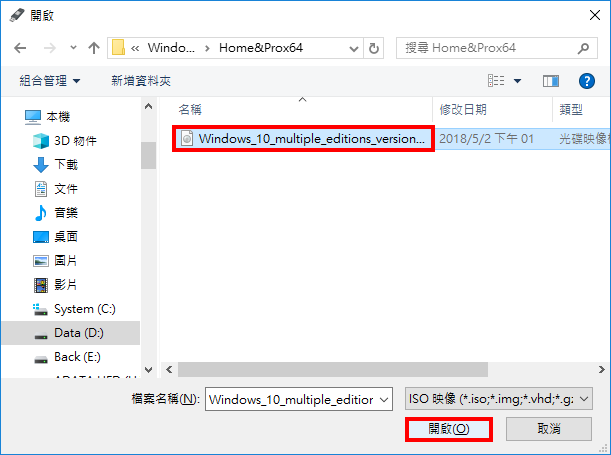 開啟
« Windo... › Home&Prox64
搜尋 Home&Prox64
組合管理 新增資料夾
名稱 修改日期 類型
Windows_10_multiple_editions_version... 2018/5/2 下午 01 光碟映像
本機
3D 物件
下載
文件
音樂
桌面
圖片
影片
System (C:)
Data (D:)
Back (E:)
檔案名稱(N): Windows_10_multiple_edition ISO 映像 (*.iso;*.img;*.vhd;*.gz
開啟(O) 取消